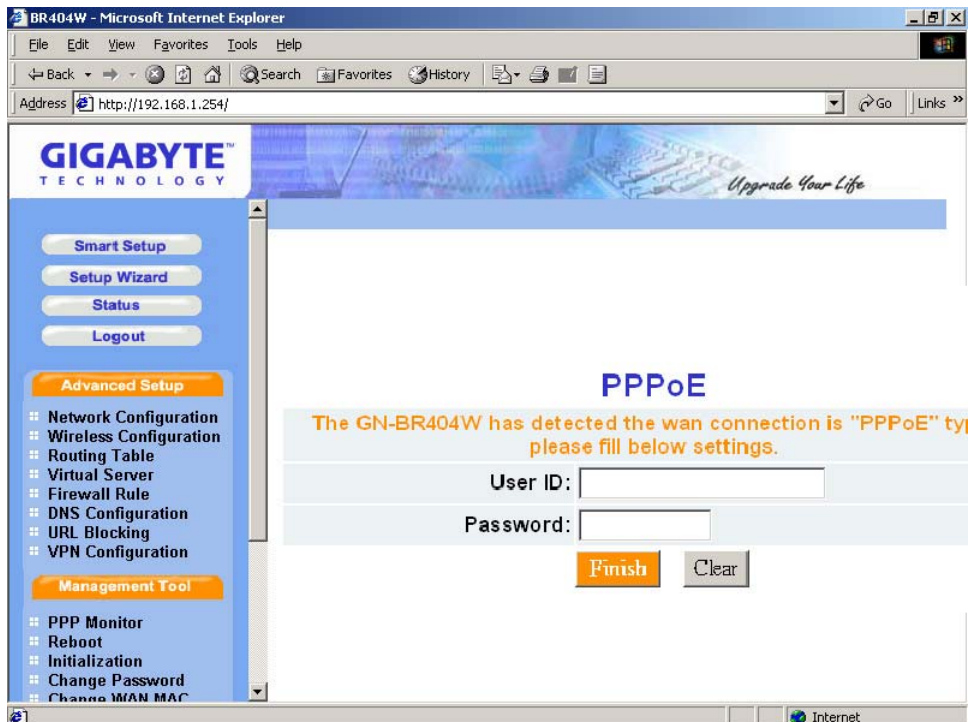 BR404W - Microsoft Internet Explorer
File Edit View Favorites Tools Help
Back Search Favorites History
Address http://192.168.1.254/ Go Links »
GIGABYTE™
TECHNOLOGY
Upgrade Your Life
Smart Setup
Setup Wizard
Status
Logout
Advanced Setup
Network Configuration
Wireless Configuration
Routing Table
Virtual Server
Firewall Rule
DNS Configuration
URL Blocking
VPN Configuration
Management Tool
PPP Monitor
Reboot
Initialization
Change Password
Change WAN MAC
PPPoE
The GN-BR404W has detected the wan connection is "PPPoE" typ
please fill below settings.
User ID:
Password:
Finish Clear
Internet